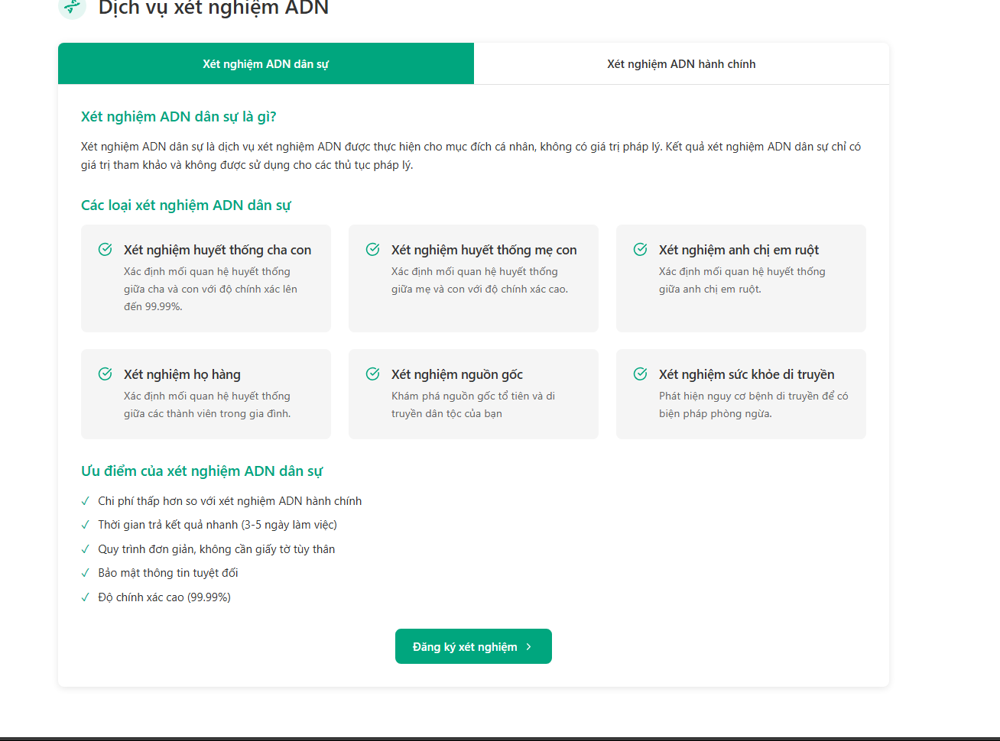 Dịch vụ xét nghiệm ADN
Xét nghiệm ADN dân sự
Xét nghiệm ADN hành chính
Xét nghiệm ADN dân sự là gì?
Xét nghiệm ADN dân sự là dịch vụ xét nghiệm ADN được thực hiện cho mục đích cá nhân, không có giá trị pháp lý. Kết quả xét nghiệm ADN dân sự chỉ có
giá trị tham khảo và không được sử dụng cho các thủ tục pháp lý.
Các loại xét nghiệm ADN dân sự
Xét nghiệm huyết thống cha con
Xác định mối quan hệ huyết thống
giữa cha và con với độ chính xác lên
đến 99.99%.
Xét nghiệm huyết thống mẹ con
Xác định mối quan hệ huyết thống
giữa mẹ và con với độ chính xác cao.
Xét nghiệm anh chị em ruột
Xác định mối quan hệ huyết thống
giữa anh chị em ruột.
Xét nghiệm họ hàng
Xác định mối quan hệ huyết thống
giữa các thành viên trong gia đình.
Xét nghiệm nguồn gốc
Khám phá nguồn gốc tổ tiên và di
truyền dân tộc của bạn
Xét nghiệm sức khỏe di truyền
Phát hiện nguy cơ bệnh di truyền để có
biện pháp phòng ngừa.
Ưu điểm của xét nghiệm ADN dân sự
✓ Chi phí thấp hơn so với xét nghiệm ADN hành chính
✓ Thời gian trả kết quả nhanh (3-5 ngày làm việc)
✓ Quy trình đơn giản, không cần giấy tờ tùy thân
✓ Bảo mật thông tin tuyệt đối
✓ Độ chính xác cao (99.99%)
Đăng ký xét nghiệm